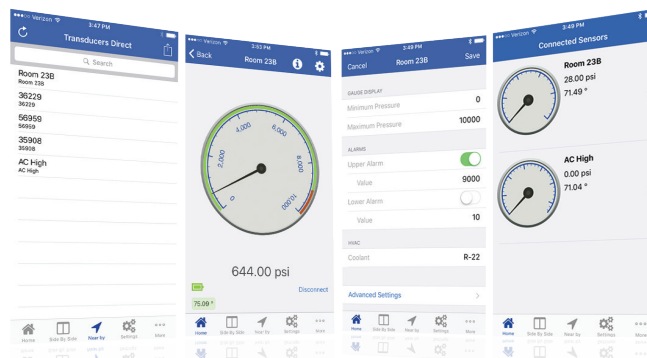 Verizon 3:47 PM
Transducers Direct
Search
Room 23B
Room 23B
36229
36229
56959
56959
35908
35908
AC High
AC High
Home Side By Side Near by Settings More
Verizon 3:53 PM
Back Room 23B
0
2,000
4,000
6,000
8,000
10,000
644.00 psi
75.09 °
Disconnect
Home Side By Side Near by Settings More
Verizon 3:49 PM
Cancel Room 23B Save
GAUGE DISPLAY
Minimum Pressure 0
Maximum Pressure 10000
ALARMS
Upper Alarm
Value 9000
Lower Alarm
Value 10
HVAC
Coolant R-22
Advanced Settings
Home Side By Side Near by Settings More
Verizon 3:49 PM
Connected Sensors
Room 23B
28.00 psi
71.49 °
AC High
0.00 psi
71.04 °
Home Side By Side Near by Settings More